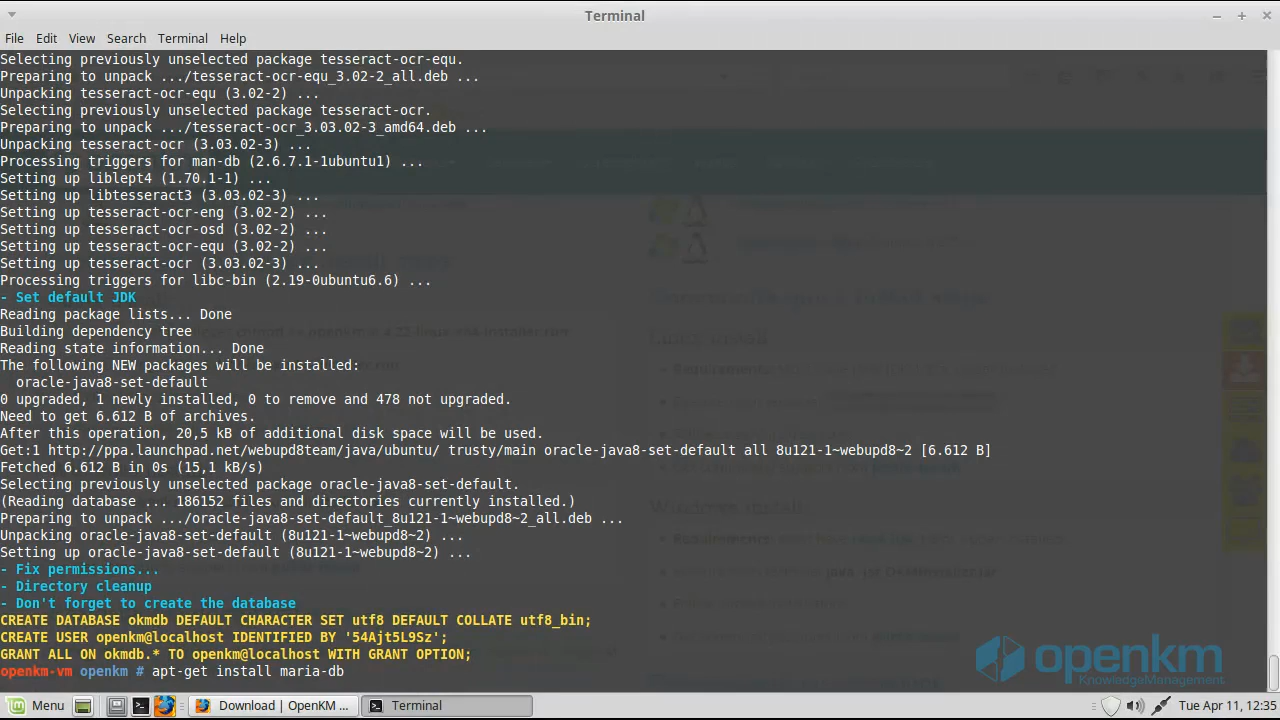 Terminal
File Edit View Search Terminal Help
Selecting previously unselected package tesseract-ocr-equ.
Preparing to unpack .../tesseract-ocr-equ_3.02-2_all.deb ...
Unpacking tesseract-ocr-equ (3.02-2) ...
Selecting previously unselected package tesseract-ocr.
Preparing to unpack .../tesseract-ocr_3.03.02-3_amd64.deb ...
Unpacking tesseract-ocr (3.03.02-3) ...
Processing triggers for man-db (2.6.7.1-1ubuntu1) ...
Setting up liblept4 (1.70.1-1) ...
Setting up libtesseract3 (3.03.02-3) ...
Setting up tesseract-ocr-eng (3.02-2) ...
Setting up tesseract-ocr-osd (3.02-2) ...
Setting up tesseract-ocr-equ (3.02-2) ...
Setting up tesseract-ocr (3.03.02-3) ...
Processing triggers for libc-bin (2.19-0ubuntu6.6) ...
- Set default JDK
Reading package lists... Done
Building dependency tree
Reading state information... Done
The following NEW packages will be installed:
oracle-java8-set-default
0 upgraded, 1 newly installed, 0 to remove and 478 not upgraded.
Need to get 6.612 B of archives.
After this operation, 20,5 kB of additional disk space will be used.
Get:1 http://ppa.launchpad.net/webupd8team/java/ubuntu/ trusty/main oracle-java8-set-default all 8u121-1~webupd8~2 [6.612 B]
Fetched 6.612 B in 0s (15,1 kB/s)
Selecting previously unselected package oracle-java8-set-default.
(Reading database ... 186152 files and directories currently installed.)
Preparing to unpack .../oracle-java8-set-default_8u121-1~webupd8~2_all.deb ...
Unpacking oracle-java8-set-default (8u121-1~webupd8~2) ...
Setting up oracle-java8-set-default (8u121-1~webupd8~2) ...
- Fix permissions...
- Directory cleanup
- Don't forget to create the database
CREATE DATABASE okmdb DEFAULT CHARACTER SET utf8 DEFAULT COLLATE utf8_bin;
CREATE USER openkm@localhost IDENTIFIED BY '54Ajt5L9Sz';
GRANT ALL ON okmdb.* TO openkm@localhost WITH GRANT OPTION;
openkm-vm openkm # apt-get install maria-db
openkm
KnowledgeManagement
Menu Download | OpenKM ... Terminal Tue Apr 11, 12:35